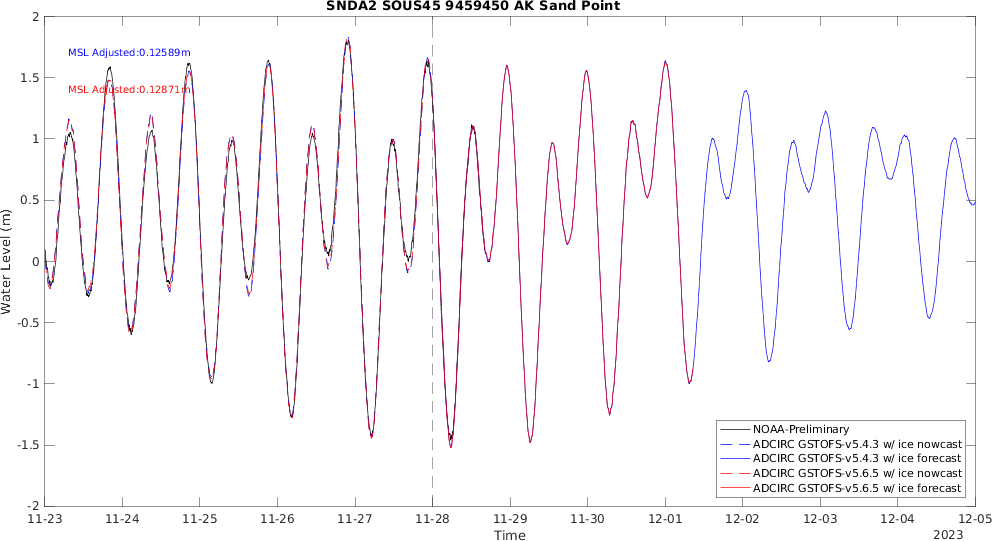 SNDA2 SOUS45 9459450 AK Sand Point
MSL Adjusted:0.12589m
MSL Adjusted:0.12871m
Water Level (m)
2
1.5
1
0.5
0
-0.5
-1
-1.5
-2
NOAA-Preliminary
ADCIRC GSTOFS-v5.4.3 w/ ice nowcast
ADCIRC GSTOFS-v5.4.3 w/ ice forecast
ADCIRC GSTOFS-v5.6.5 w/ ice nowcast
ADCIRC GSTOFS-v5.6.5 w/ ice forecast
11-23 11-24 11-25 11-26 11-27 11-28 11-29 11-30 12-01 12-02 12-03 12-04 12-05
Time
2023